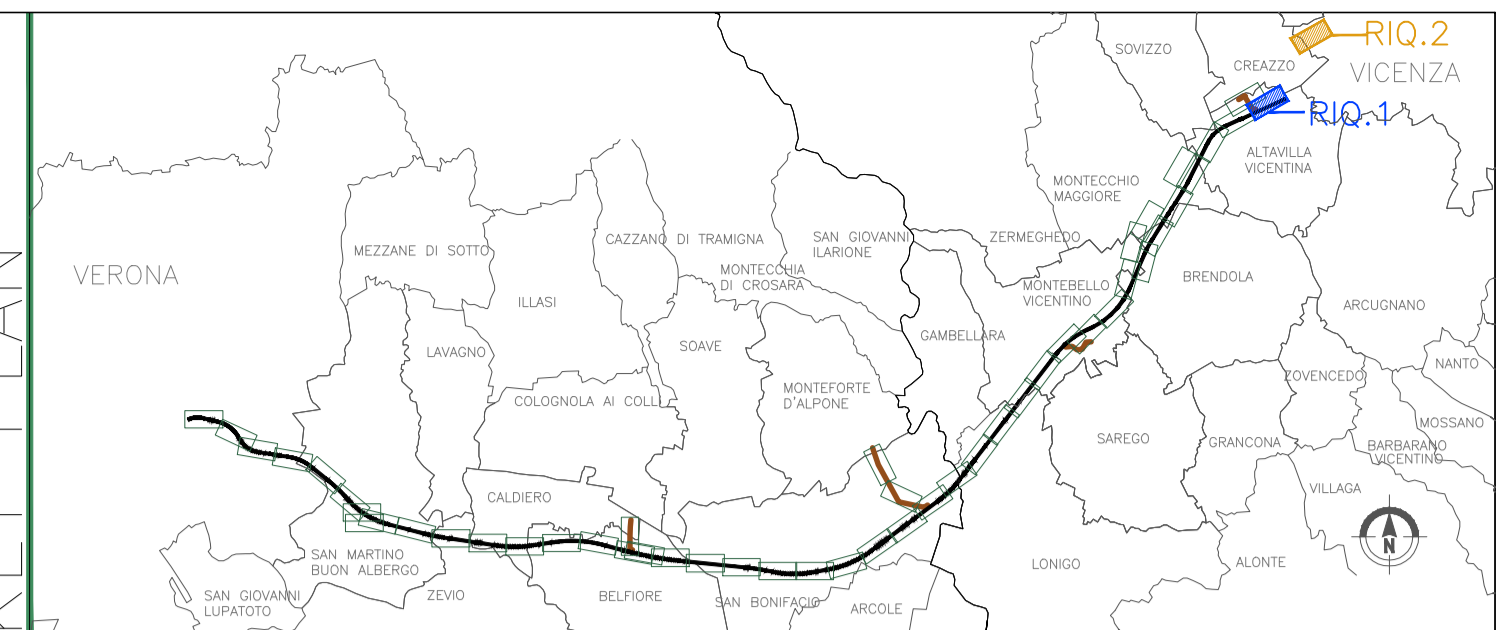 SOVIZZO
RIQ.2
CREAZZO
VICENZA
RIQ.1
ALTAVILLA
VICENTINA
MONTECCHIO
MAGGIORE
CAZZANO DI TRAMIGNA
SAN GIOVANNI
ILARIONE
ZERMEGHEDO
MEZZANE DI SOTTO
VERONA
MONTECCHIA
DI CROSARA
BRENDOLA
MONTEBELLO
VICENTINO
ILLASI
ARCUGNANO
GAMBELLARA
LAVAGNO
SOAVE
NANTO
ZOVENCEDO
MONTEFORTE
D'ALPONE
COLOGNOLA AI COLLI
MOSSANO
SAREGO
GRANCONA
BARBARANO
VICENTINO
VILLAGA
CALDIERO
N
SAN MARTINO
BUON ALBERGO
LONIGO
ALONTE
SAN GIOVANNI
LUPATOTO
ZEVIO
BELFIORE
SAN BONIFACIO
ARCOLE